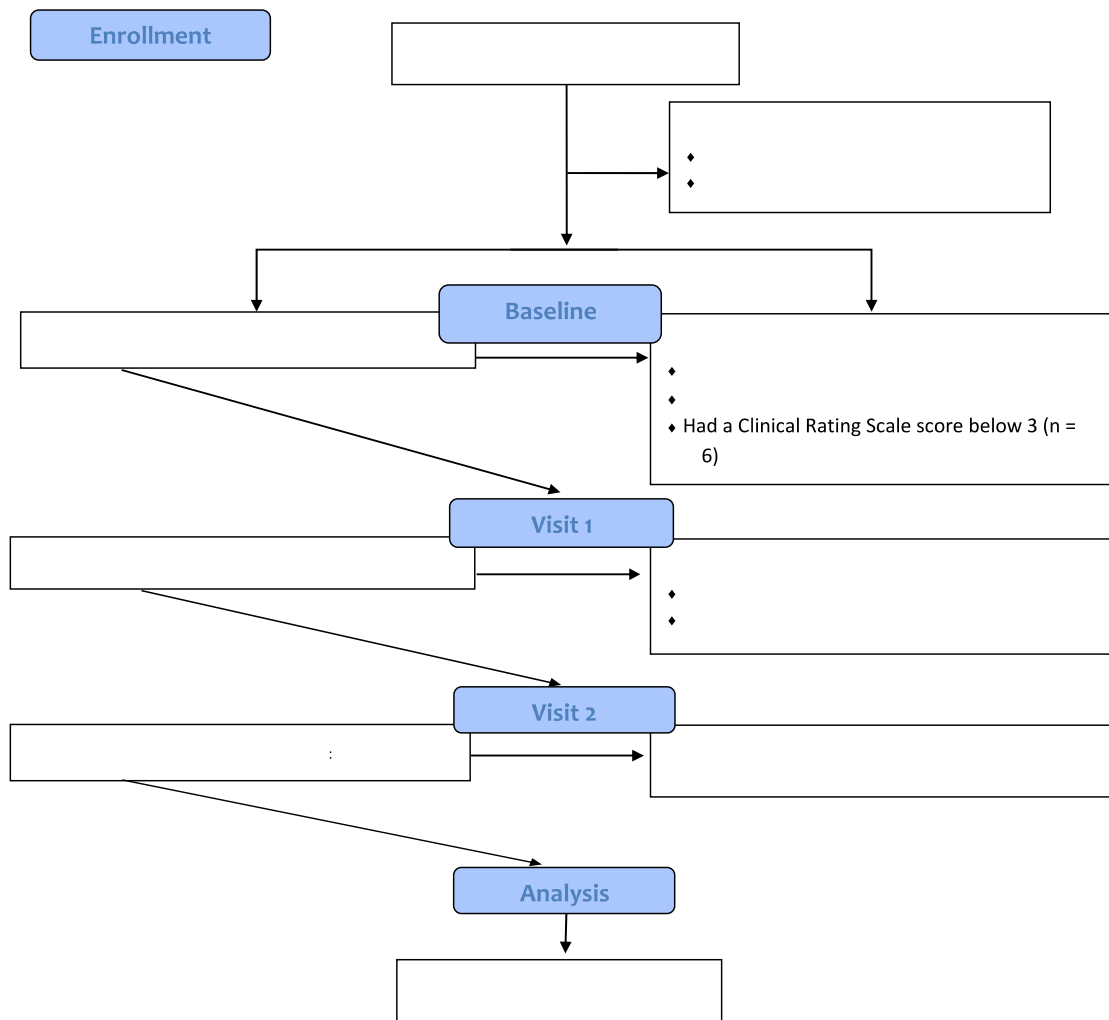 Enrollment
Baseline
♦
♦
♦ Had a Clinical Rating Scale score below 3 (n =
6)
Visit 1
♦
♦
Visit 2
:
Analysis